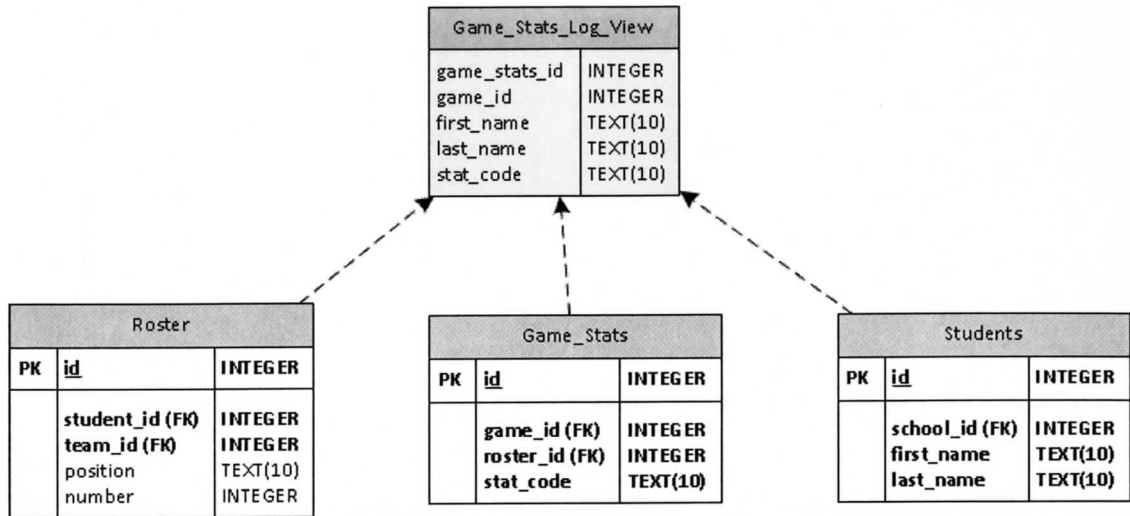 Game_Stats_Log_View
game_stats_id INTEGER
game_id INTEGER
first_name TEXT(10)
last_name TEXT(10)
stat_code TEXT(10)
Roster
PK id INTEGER
student_id (FK) INTEGER
team_id (FK) INTEGER
position TEXT(10)
number INTEGER
Game_Stats
PK id INTEGER
game_id (FK) INTEGER
roster_id (FK) INTEGER
stat_code TEXT(10)
Students
PK id INTEGER
school_id (FK) INTEGER
first_name TEXT(10)
last_name TEXT(10)